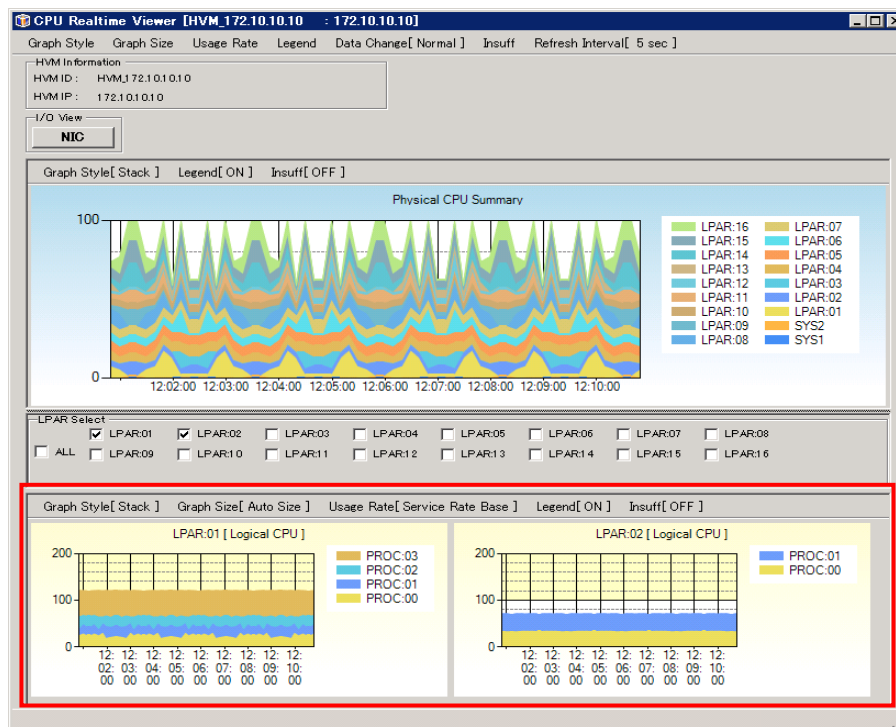 CPU Realtime Viewer [HVM_172.10.10.10 : 172.10.10.10]
Graph Style Graph Size Usage Rate Legend Data Change[ Normal ] Insuff Refresh Interval[ 5 sec ]
HVM Information
HVM ID : HVM_172.10.10.10
HVM IP : 172.10.10.10
I/O View
NIC
Graph Style[ Stack ] Legend[ ON ] Insuff[ OFF ]
Physical CPU Summary
100
0
12:02:00 12:03:00 12:04:00 12:05:00 12:06:00 12:07:00 12:08:00 12:09:00 12:10:00
LPAR:16 LPAR:07
LPAR:15 LPAR:06
LPAR:14 LPAR:05
LPAR:13 LPAR:04
LPAR:12 LPAR:03
LPAR:11 LPAR:02
LPAR:10 LPAR:01
LPAR:09 SYS2
LPAR:08 SYS1
LPAR Select
ALL
LPAR:01 LPAR:02 LPAR:03 LPAR:04 LPAR:05 LPAR:06 LPAR:07 LPAR:08
LPAR:09 LPAR:10 LPAR:11 LPAR:12 LPAR:13 LPAR:14 LPAR:15 LPAR:16
Graph Style[ Stack ] Graph Size[ Auto Size ] Usage Rate[ Service Rate Base ] Legend[ ON ] Insuff[ OFF ]
LPAR:01 [ Logical CPU ]
200
100
0
12:02:00 12:03:00 12:04:00 12:05:00 12:06:00 12:07:00 12:08:00 12:09:00 12:10:00
PROC:03
PROC:02
PROC:01
PROC:00
LPAR:02 [ Logical CPU ]
200
100
0
12:02:00 12:03:00 12:04:00 12:05:00 12:06:00 12:07:00 12:08:00 12:09:00 12:10:00
PROC:01
PROC:00